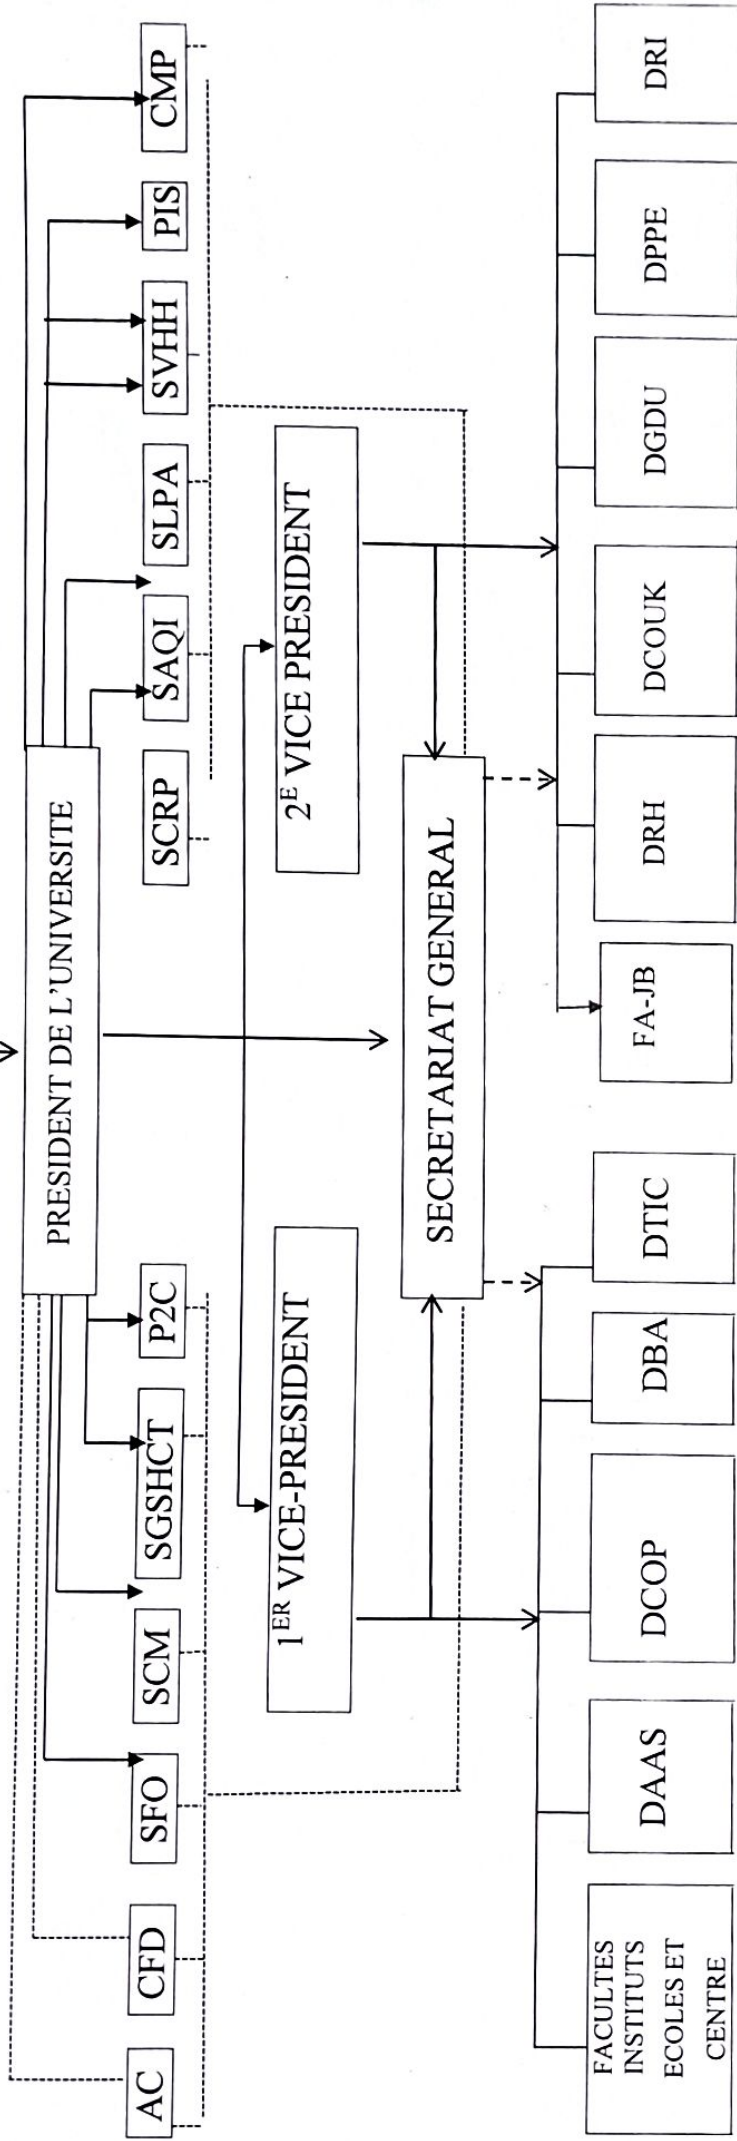 PRESIDENT DE L'UNIVERSITE
AC
CFD
SFO
SCM
SGSHCT
P2C
SCRP
SAQI
SLPA
SVHH
PIS
CMP
1ER VICE-PRESIDENT
2E VICE PRESIDENT
SECRETARIAT GENERAL
FACULTES
INSTITUTS
ECOLES ET
CENTRE
DAAS
DCOP
DBA
DTIC
FA-JB
DRH
DCOUK
DGDU
DPPE
DRI